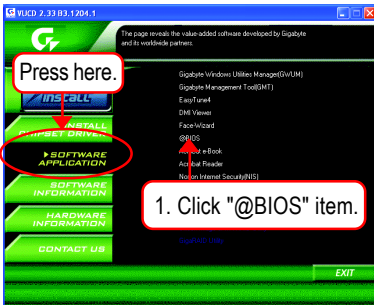 VUCD 2.33 B3.1204.1
The page reveals the value-added software developed by Gigabyte
and its worldwide partners.
Press here.
INSTALL
INSTALL
CHIPSET DRIVER
SOFTWARE
APPLICATION
SOFTWARE
INFORMATION
HARDWARE
INFORMATION
CONTACT US
Gigabyte Windows Utilities Manager(GWUM)
Gigabyte Management Tool(GMT)
EasyTune4
DMI Viewer
Face-Wizard
@BIOS
Acrobat e-Book
Acrobat Reader
Norton Internet Security(NIS)
1. Click "@BIOS" item.
EXIT